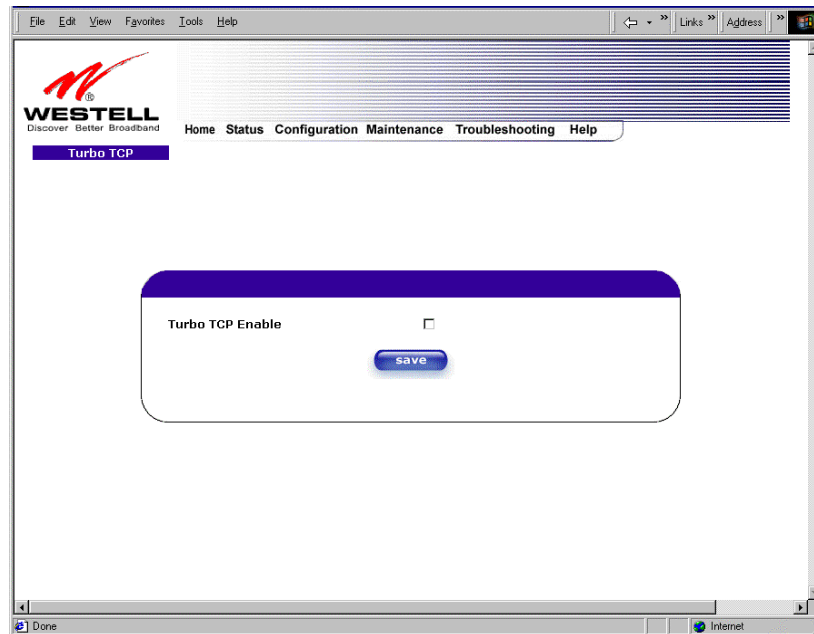 File Edit View Favorites Tools Help
Links » Address »
WESTELL ®
Discover Better Broadband
Home Status Configuration Maintenance Troubleshooting Help
Turbo TCP
Turbo TCP Enable
save
Done
Internet